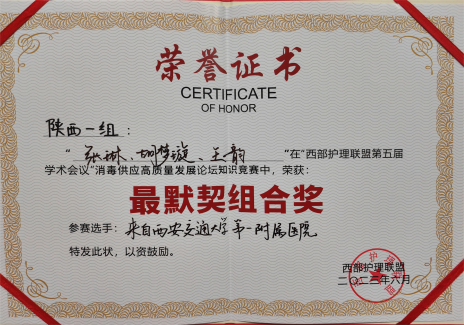 荣誉证书
CERTIFICATE
OF HONOR
陕西一组：
“张琳、胡梦璇、王韵 “在“西部护理联盟第五届
学术会议”消毒供应高质量发展论坛知识竞赛中，荣获：
最默契组合奖
参赛选手：来自西安交通大学第一附属医院
特发此状，以资鼓励。
西部护理联盟
二〇二三年六月